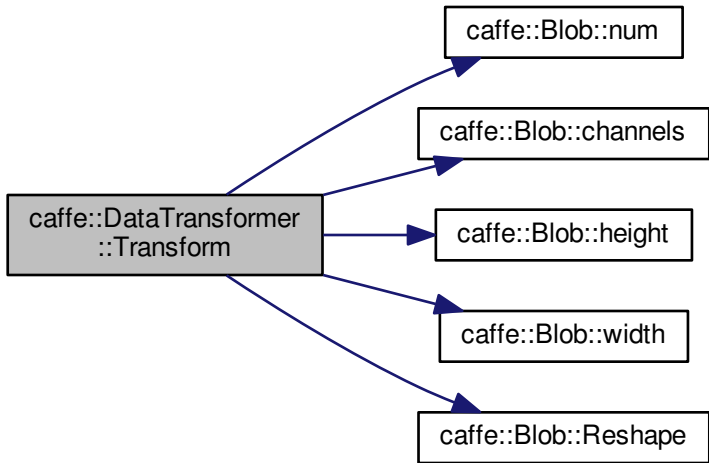 caffe::Blob::num
caffe::Blob::channels
caffe::DataTransformer
::Transform
caffe::Blob::height
caffe::Blob::width
caffe::Blob::Reshape